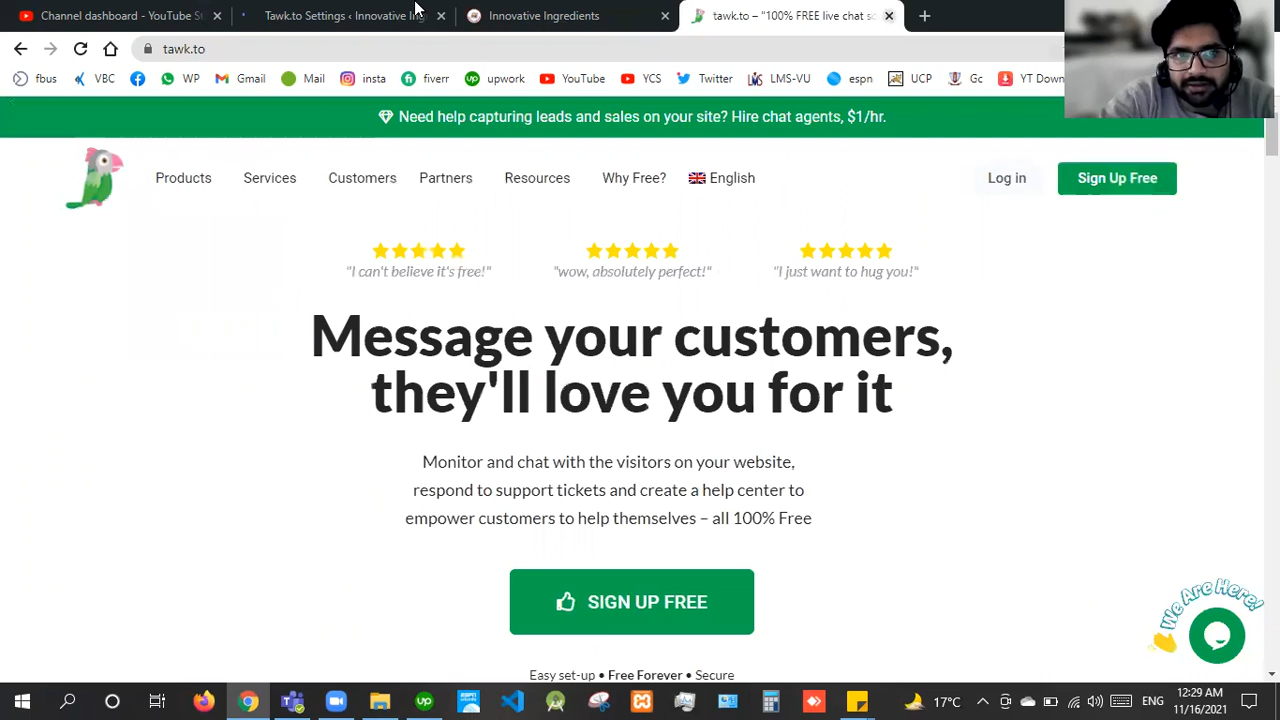 Channel dashboard - YouTube St
Tawk.to Settings ‹ Innovative In
Innovative Ingredients
tawk.to – "100% FREE live chat so
tawk.to
fbus
VBC
WP
Gmail
Mail
insta
fiverr
upwork
YouTube
YCS
Twitter
LMS-VU
espn
UCP
Gc
YT Down
Need help capturing leads and sales on your site? Hire chat agents, $1/hr.
Products
Services
Customers
Partners
Resources
Why Free?
English
Log in
Sign Up Free
"I can't believe it's free!"
"wow, absolutely perfect!"
"I just want to hug you!"
Message your customers,
they'll love you for it
Monitor and chat with the visitors on your website,
respond to support tickets and create a help center to
empower customers to help themselves – all 100% Free
SIGN UP FREE
We Are Here!
Easy set-up • Free Forever • Secure
17°C
ENG
12:29 AM
11/16/2021